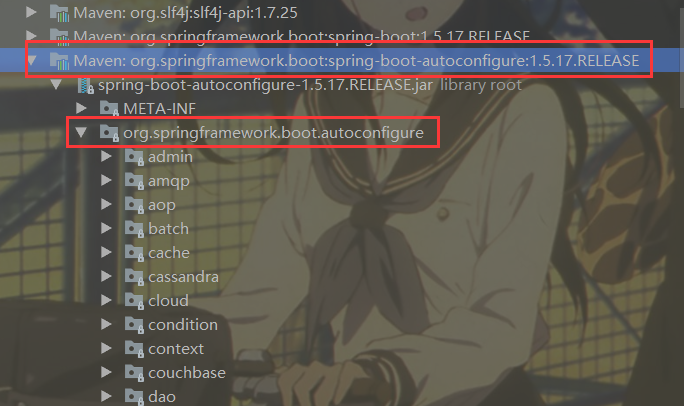 Maven: org.slf4j:slf4j-api:1.7.25
Maven: org.springframework.boot:spring-boot:1.5.17.RELEASE
Maven: org.springframework.boot:spring-boot-autoconfigure:1.5.17.RELEASE
spring-boot-autoconfigure-1.5.17.RELEASE.jar library root
META-INF
org.springframework.boot.autoconfigure
admin
amqp
aop
batch
cache
cassandra
cloud
condition
context
couchbase
dao